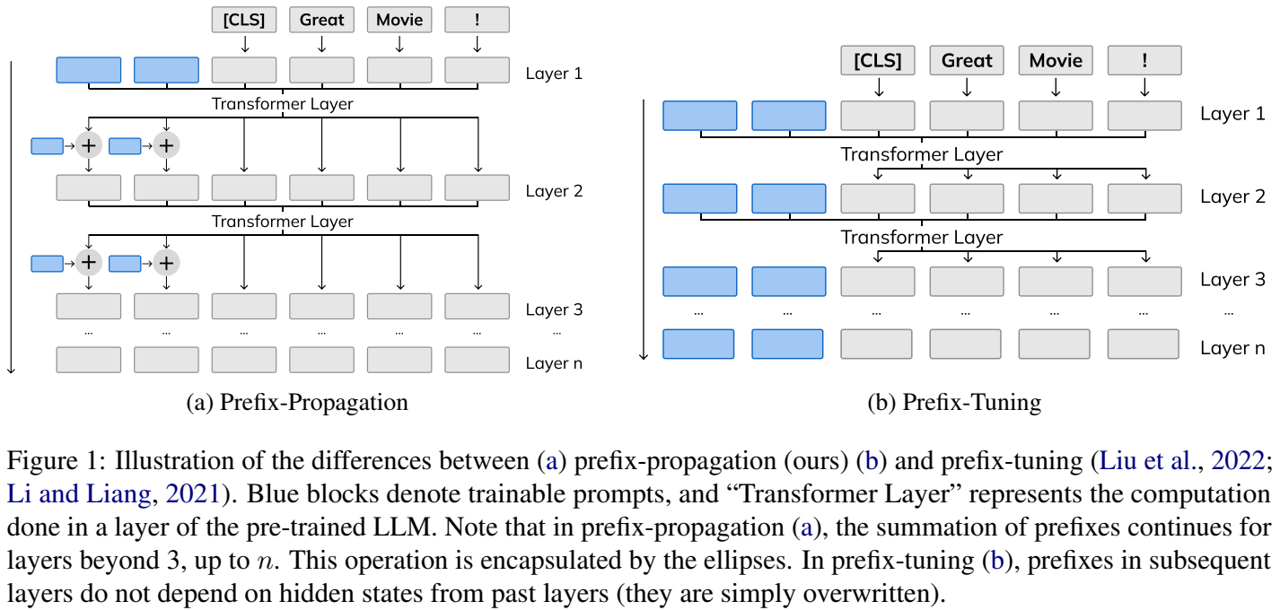 [CLS] Great Movie !
Layer 1
Transformer Layer
+ +
Layer 2
Transformer Layer
+ +
Layer 3
... ... ... ... ... ... ...
Layer n
(a) Prefix-Propagation
[CLS] Great Movie !
Layer 1
Transformer Layer
Layer 2
Transformer Layer
Layer 3
... ... ... ... ... ... ...
Layer n
(b) Prefix-Tuning
Figure 1: Illustration of the differences between (a) prefix-propagation (ours) (b) and prefix-tuning (Liu et al., 2022;
Li and Liang, 2021). Blue blocks denote trainable prompts, and “Transformer Layer” represents the computation
done in a layer of the pre-trained LLM. Note that in prefix-propagation (a), the summation of prefixes continues for
layers beyond 3, up to n. This operation is encapsulated by the ellipses. In prefix-tuning (b), prefixes in subsequent
layers do not depend on hidden states from past layers (they are simply overwritten).